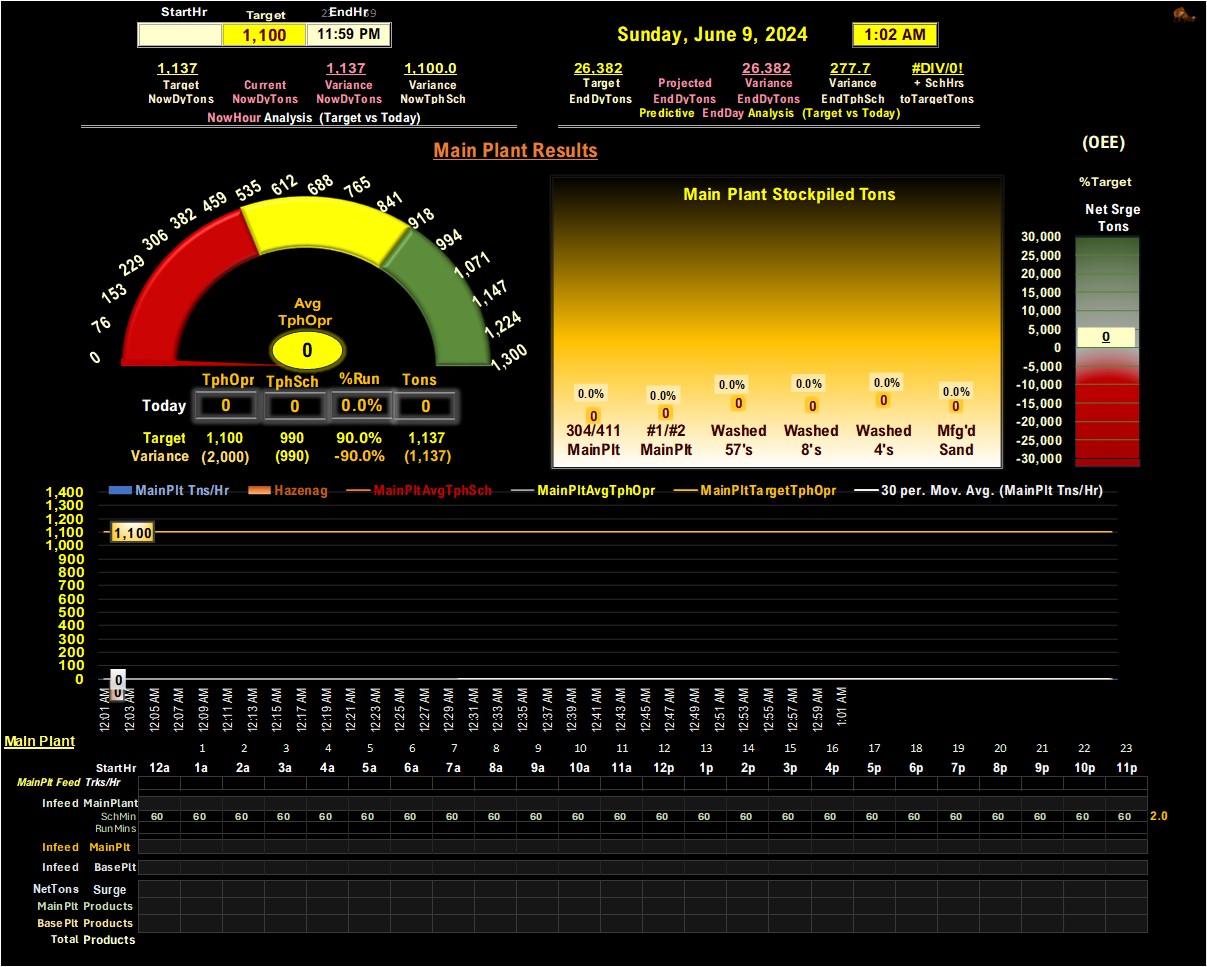 StartHr Target EndHr
1,100 11:59 PM
Sunday, June 9, 2024 1:02 AM
1,137 1,137 1,100.0
Target Current Variance Variance
NowDyTons NowDyTons NowDyTons NowTphSch
NowHour Analysis (Target vs Today)
26,382 26,382 277.7 #DIV/0!
Target Projected Variance Variance + SchHrs
EndDyTons EndDyTons EndDyTons EndTphSch toTargetTons
Predictive EndDay Analysis (Target vs Today)
Main Plant Results
(OEE)
%Target
Net Srge
Tons
0 76 153 229 306 382 459 535 612 688 765 841 918 994 1,071 1,147 1,224 1,300
Avg
TphOpr
0
TphOpr TphSch %Run Tons
Today 0 0 0.0% 0
Target 1,100 990 90.0% 1,137
Variance (2,000) (990) -90.0% (1,137)
Main Plant Stockpiled Tons
0.0% 0.0% 0.0% 0.0% 0.0% 0.0%
0 0 0 0 0 0
304/411 #1/#2 Washed Washed Washed Mfg'd
MainPlt MainPlt 57's 8's 4's Sand
30,000
25,000
20,000
15,000
10,000
5,000
0
0
-5,000
-10,000
-15,000
-20,000
-25,000
-30,000
MainPlt Tns/Hr Hazenag MainPltAvgTphSch MainPltAvgTphOpr MainPltTargetTphOpr 30 per. Mov. Avg. (MainPlt Tns/Hr)
1,400
1,300
1,200
1,100 1,100
1,000
900
800
700
600
500
400
300
200
100
0 0
0
12:01 AM 12:03 AM 12:05 AM 12:07 AM 12:09 AM 12:11 AM 12:13 AM 12:15 AM 12:17 AM 12:19 AM 12:21 AM 12:23 AM 12:25 AM 12:27 AM 12:29 AM 12:31 AM 12:33 AM 12:35 AM 12:37 AM 12:39 AM 12:41 AM 12:43 AM 12:45 AM 12:47 AM 12:49 AM 12:51 AM 12:53 AM 12:55 AM 12:57 AM 12:59 AM 1:01 AM
Main Plant
1 2 3 4 5 6 7 8 9 10 11 12 13 14 15 16 17 18 19 20 21 22 23
StartHr 12a 1a 2a 3a 4a 5a 6a 7a 8a 9a 10a 11a 12p 1p 2p 3p 4p 5p 6p 7p 8p 9p 10p 11p
MainPlt Feed Trks/Hr
Infeed MainPlant
SchMin 60 60 60 60 60 60 60 60 60 60 60 60 60 60 60 60 60 60 60 60 60 60 60 60 2.0
RunMins
Infeed MainPlt
Infeed BasePlt
NetTons Surge
MainPlt Products
BasePlt Products
Total Products